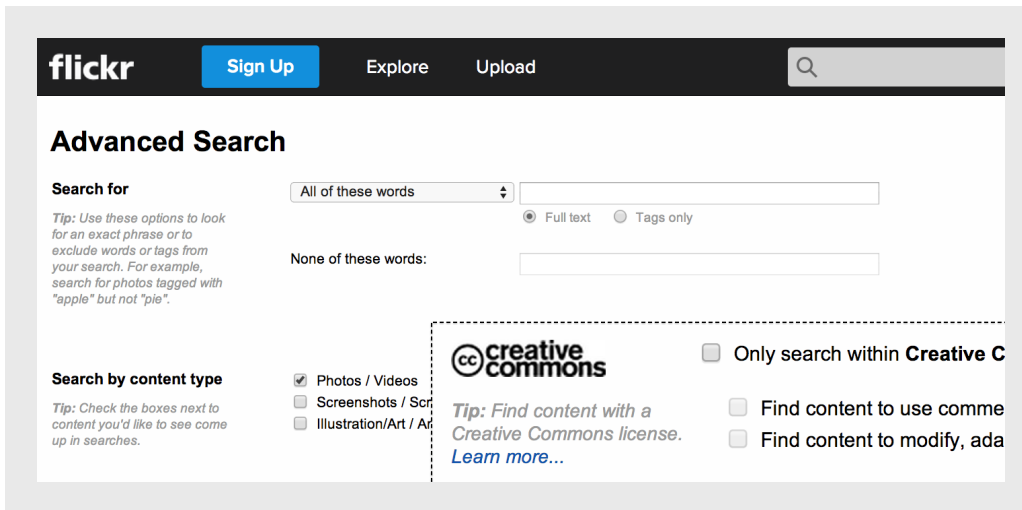 flickr
Sign Up
Explore
Upload
Advanced Search
Search for
Tip: Use these options to look
for an exact phrase or to
exclude words or tags from
your search. For example,
search for photos tagged with
"apple" but not "pie".
All of these words
Full text
Tags only
None of these words:
Search by content type
Tip: Check the boxes next to
content you'd like to see come
up in searches.
Photos / Videos
Screenshots /
Illustration/Art /
cc creative
commons
Tip: Find content with a
Creative Commons license.
Learn more...
Only search within Creative
Find content to use
Find content to modify,